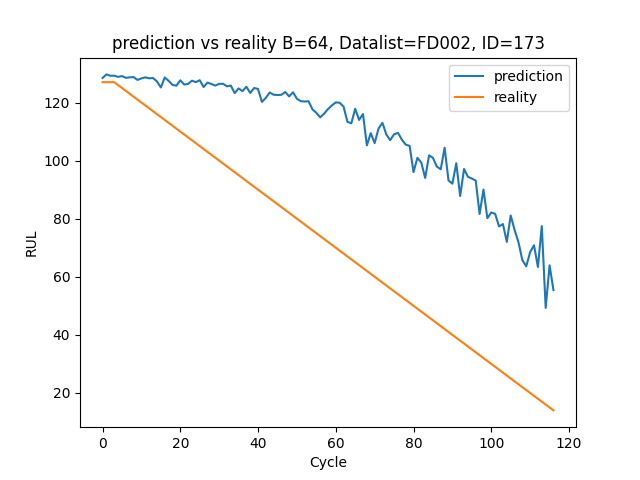 prediction vs reality B=64, Datalist=FD002, ID=173
prediction
reality
RUL
120
100
80
60
40
20
0 20 40 60 80 100 120
Cycle